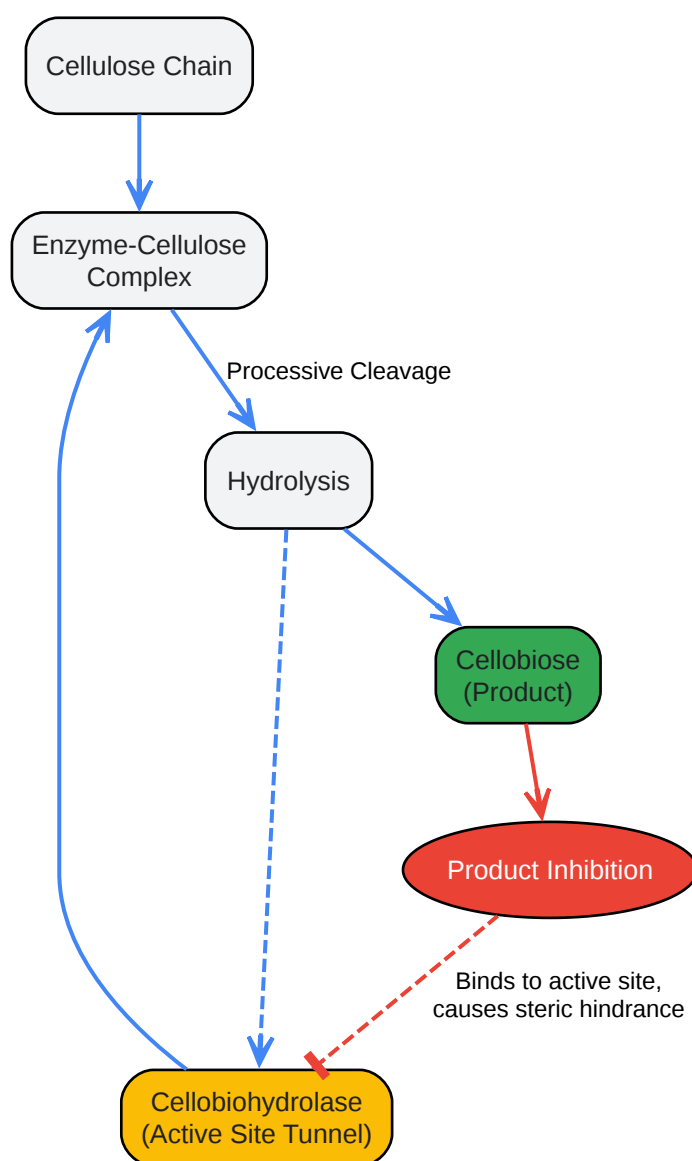 Cellulose Chain
Enzyme-Cellulose
Complex
Processive Cleavage
Hydrolysis
Cellobiose
(Product)
Product Inhibition
Binds to active site,
causes steric hindrance
Cellobiohydrolase
(Active Site Tunnel)